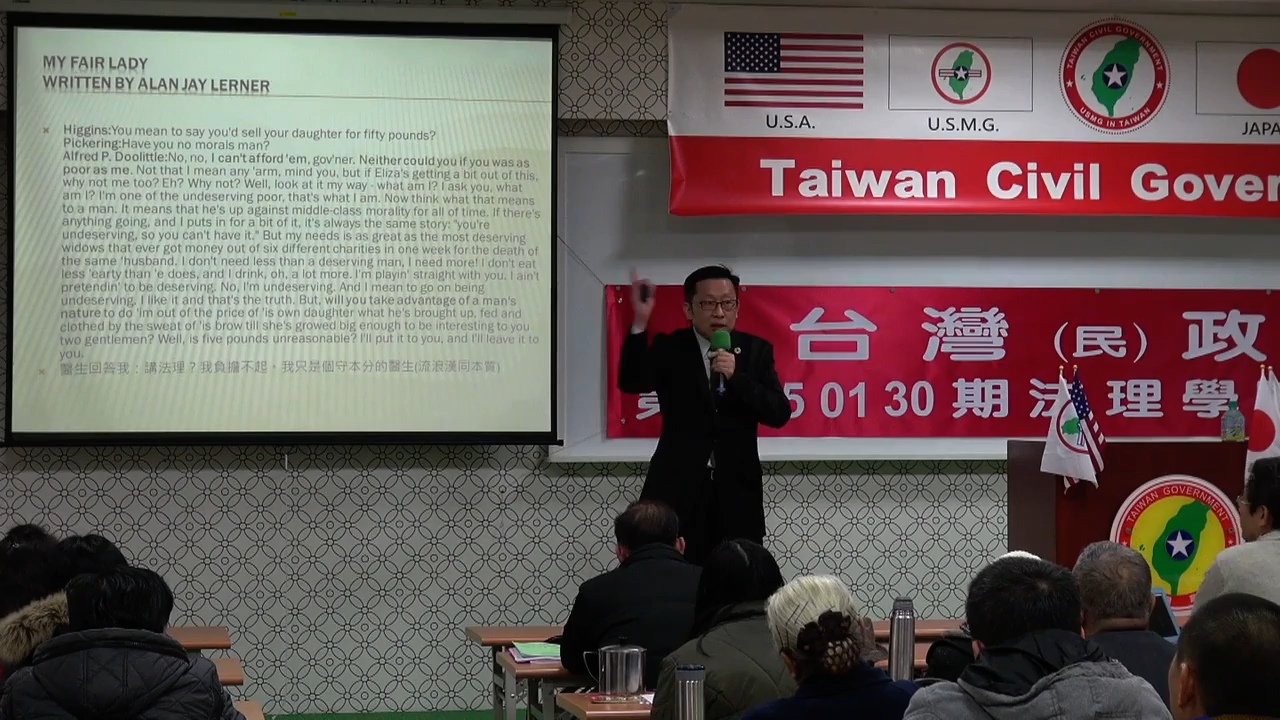 MY FAIR LADY
WRITTEN BY ALAN JAY LERNER
Higgins:You mean to say you'd sell your daughter for fifty pounds?
Pickering:Have you no morals man?
Alfred P. Doolittle:No, no, I can't afford 'em, gov'ner. Neither could you if you was as
poor as me. Not that I mean any 'arm, mind you, but if Eliza's getting a bit out of this,
why not me too? Eh? Why not? Well, look at it my way - what am I? I ask you, what
am I? I'm one of the undeserving poor, that's what I am. Now think what that means
to a man. It means that he's up against middle-class morality for all of time. If there's
anything going, and I puts in for a bit of it, it's always the same story: "you're
undeserving, so you can't have it." But my needs is as great as the most deserving
widows that ever got money out of six different charities in one week for the death of
the same 'usband. I don't need less than a deserving man, I need more! I don't eat
less 'earty than 'e does, and I drink, oh, a lot more. I'm playin' straight with you. I ain't
pretendin' to be deserving. No, I'm undeserving. And I mean to go on being
undeserving. I like it and that's the truth. But, will you take advantage of a man's
nature to do 'im out of the price of 'is own daughter what he's brought up, fed and
clothed by the sweat of 'is brow till she's growed big enough to be interesting to you
two gentlemen? Well, is five pounds unreasonable? I'll put it to you, and I'll leave it to
you.
醫生回答我：講法理？我負擔不起，我只是個守本分的醫生(流浪漢同本質)
U.S.A.
U.S.M.G.
TAIWAN CIVIL GOVERNMENT
USMG IN TAIWAN
JAPA
Taiwan Civil Gover
台灣(民)政
第 5 01 30 期法理學
TAIWAN GOVERNMENT